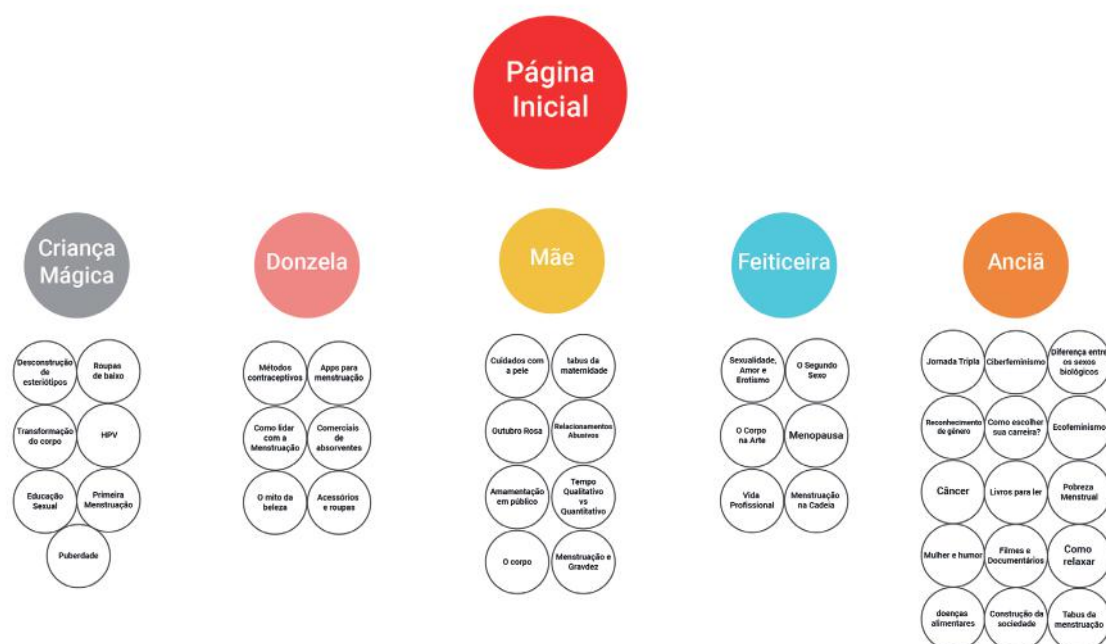 Página
Inicial
Criança
Mágica
Donzela
Mãe
Feiticeira
Anciã
Desconstrução
de
esteriótipos
Roupas
de baixo
Transformação
do corpo
HPV
Educação
Sexual
Primeira
Menstruação
Puberdade
Métodos
contraceptivos
Apps para
menstruação
Como lidar
com a
Menstruação
Comerciais
de
absorventes
O mito da
beleza
Acessórios
e roupas
Cuidados com
a pele
tabus da
maternidade
Outubro Rosa
Relacionamentos
Abusivos
Amamentação
em público
Tempo
Qualitativo
vs
Quantitativo
O corpo
Menstruação e
Gravdez
Sexualidade,
Amor e
Erotismo
O Segundo
Sexo
O Corpo
na Arte
Menopausa
Vida
Profissional
Menstruação
na Cadeia
Jornada Tripla
Ciberfeminismo
Diferença entre
os sexos
biológicos
Reconhecimento
de gênero
Como escolher
sua carreira?
Ecofeminismo
Câncer
Livros para ler
Pobreza
Menstrual
Mulher e humor
Filmes e
Documentários
Como
relaxar
doenças
alimentares
Construção da
sociedade
Tabus da
menstruação